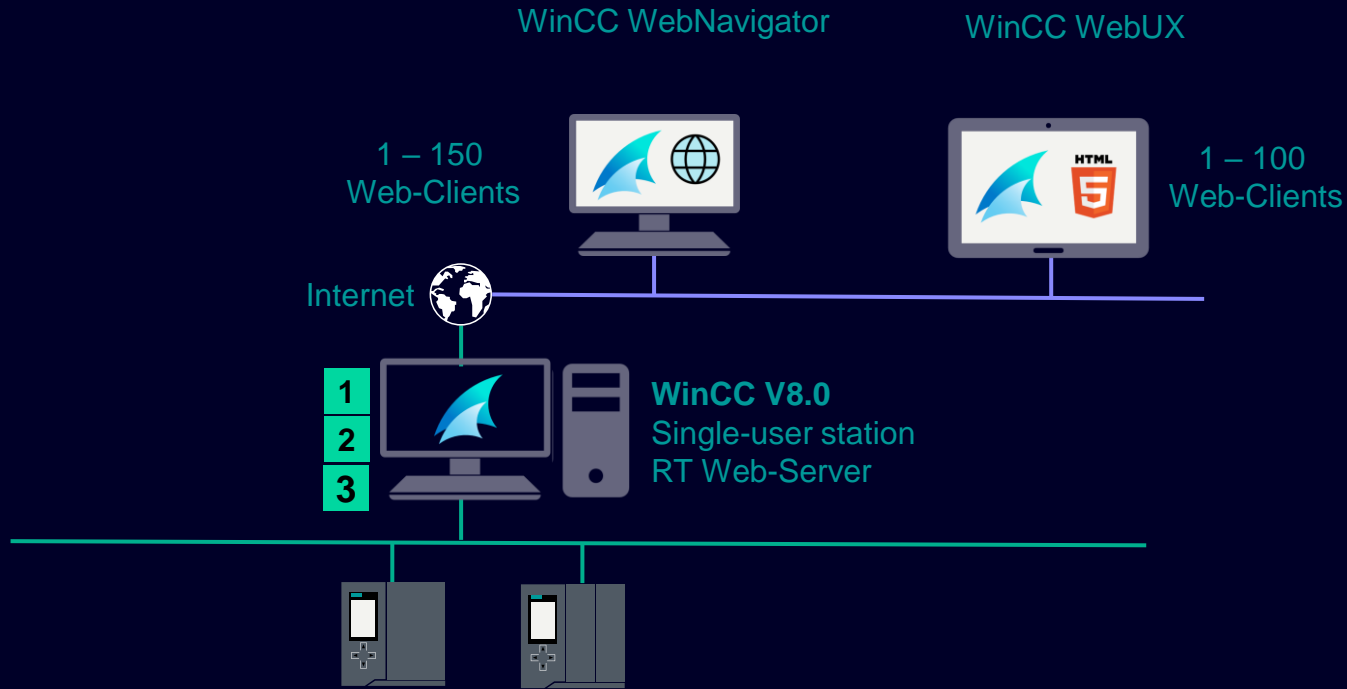 WinCC WebNavigator
WinCC WebUX
1 – 150
Web-Clients
HTML
5
1 – 100
Web-Clients
Internet
1
2
3
WinCC V8.0
Single-user station
RT Web-Server